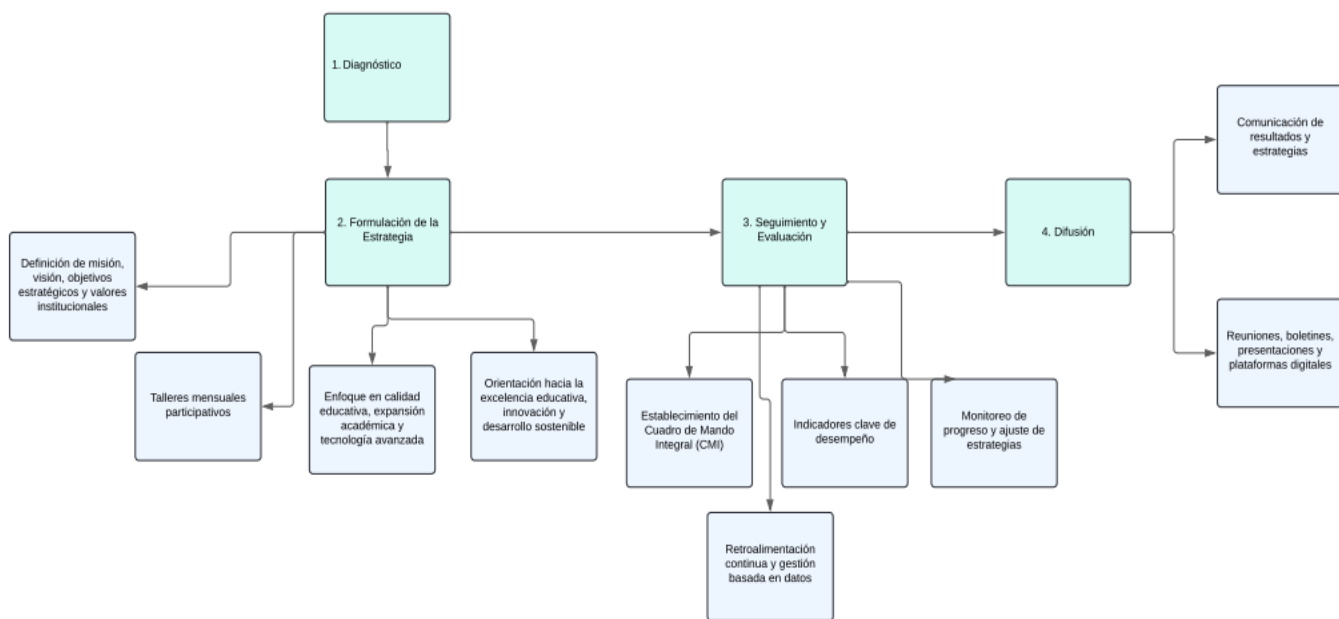 1. Diagnóstico
2. Formulación de la
Estrategia
Definición de misión,
visión, objetivos
estratégicos y valores
institucionales
Talleres mensuales
participativos
Enfoque en calidad
educativa, expansión
académica y
tecnología avanzada
Orientación hacia la
excelencia educativa,
innovación y
desarrollo sostenible
3. Seguimiento y
Evaluación
Establecimiento del
Cuadro de Mando
Integral (CMI)
Indicadores clave de
desempeño
Monitoreo de
progreso y ajuste de
estrategias
Retroalimentación
continua y gestión
basada en datos
4. Difusión
Comunicación de
resultados y
estrategias
Reuniones, boletines,
presentaciones y
plataformas digitales